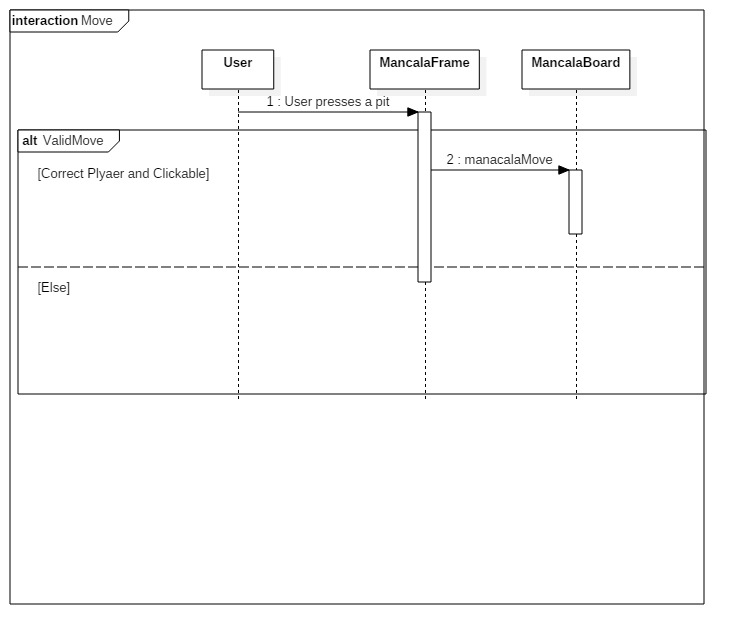 interaction Move
User
MancalaFrame
MancalaBoard
1 : User presses a pit
alt ValidMove
2 : manacalaMove
[Correct Plyaer and Clickable]
[Else]